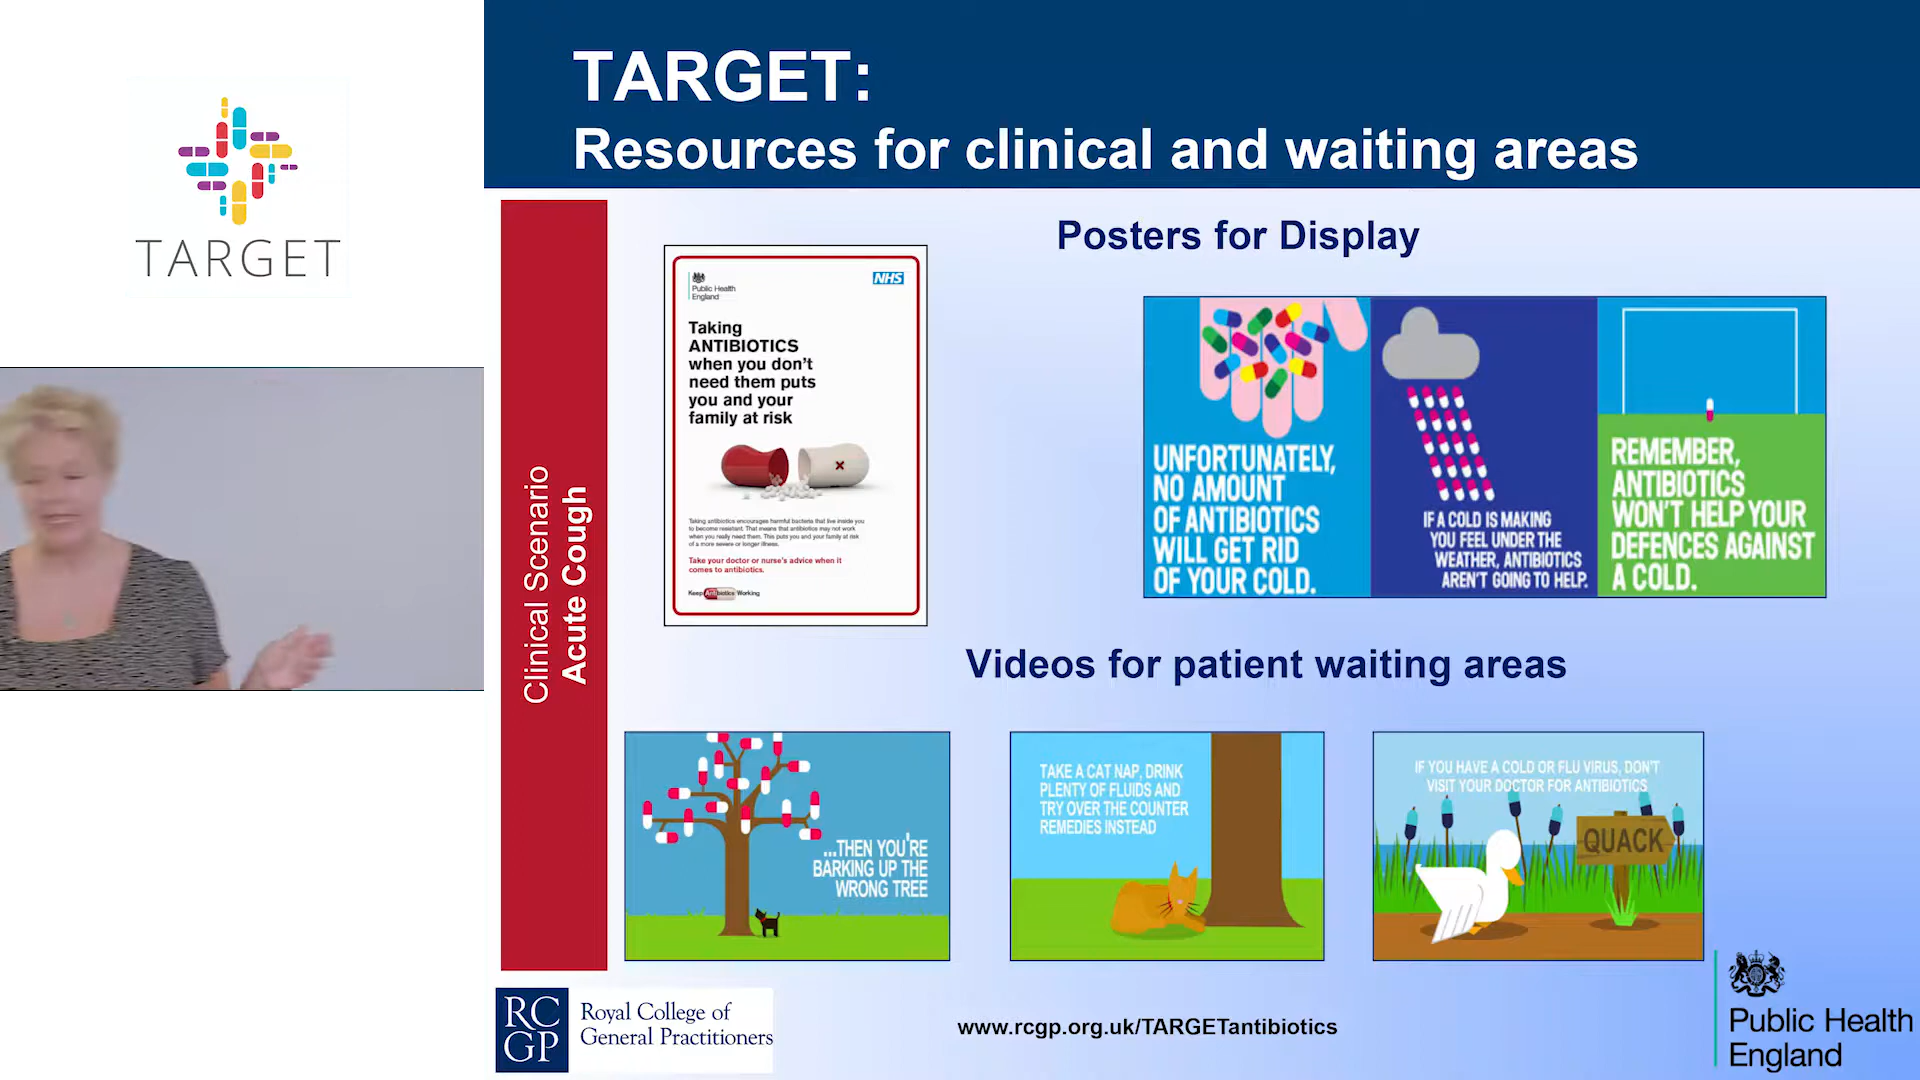 TARGET
TARGET:
Resources for clinical and waiting areas
Clinical Scenario
Acute Cough
Posters for Display
Public Health
England
NHS
Taking
ANTIBIOTICS
when you don't
need them puts
you and your
family at risk
Taking antibiotics encourages harmful bacteria that live inside you
to become resistant. That means that antibiotics may not work
when you really need them. This puts you and your family at risk
of a more severe or longer illness.
Take your doctor or nurse's advice when it
comes to antibiotics.
Keep Antibiotics Working
UNFORTUNATELY,
NO AMOUNT
OF ANTIBIOTICS
WILL GET RID
OF YOUR COLD.
IF A COLD IS MAKING
YOU FEEL UNDER THE
WEATHER, ANTIBIOTICS
AREN'T GOING TO HELP.
REMEMBER,
ANTIBIOTICS
WON'T HELP YOUR
DEFENCES AGAINST
A COLD.
Videos for patient waiting areas
...THEN YOU'RE
BARKING UP THE
WRONG TREE
TAKE A CAT NAP, DRINK
PLENTY OF FLUIDS AND
TRY OVER THE COUNTER
REMEDIES INSTEAD
IF YOU HAVE A COLD OR FLU VIRUS, DON'T
VISIT YOUR DOCTOR FOR ANTIBIOTICS
QUACK
RC
GP
Royal College of
General Practitioners
www.rcgp.org.uk/TARGETantibiotics
Public Health
England